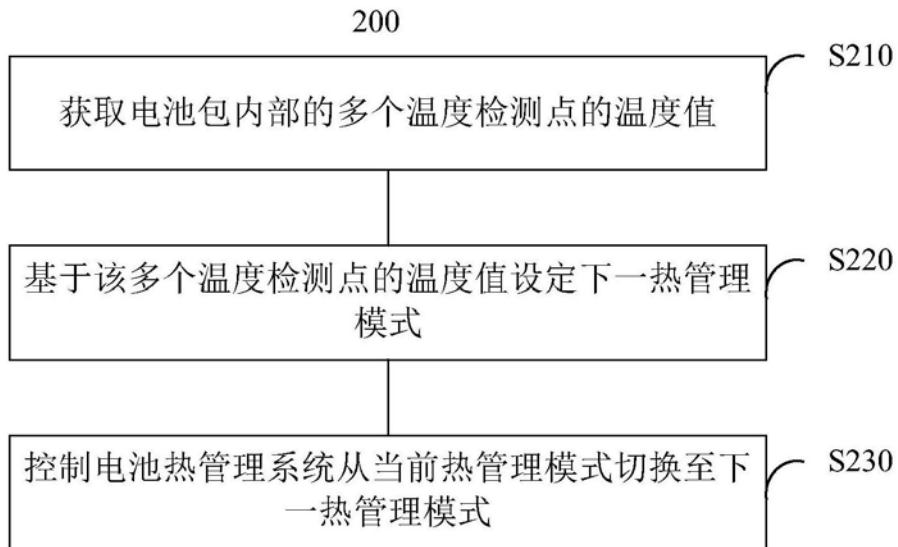 200
S210
获取电池包内部的多个温度检测点的温度值
S220
基于该多个温度检测点的温度值设定下一热管理
模式
S230
控制电池热管理系统从当前热管理模式切换至下
一热管理模式